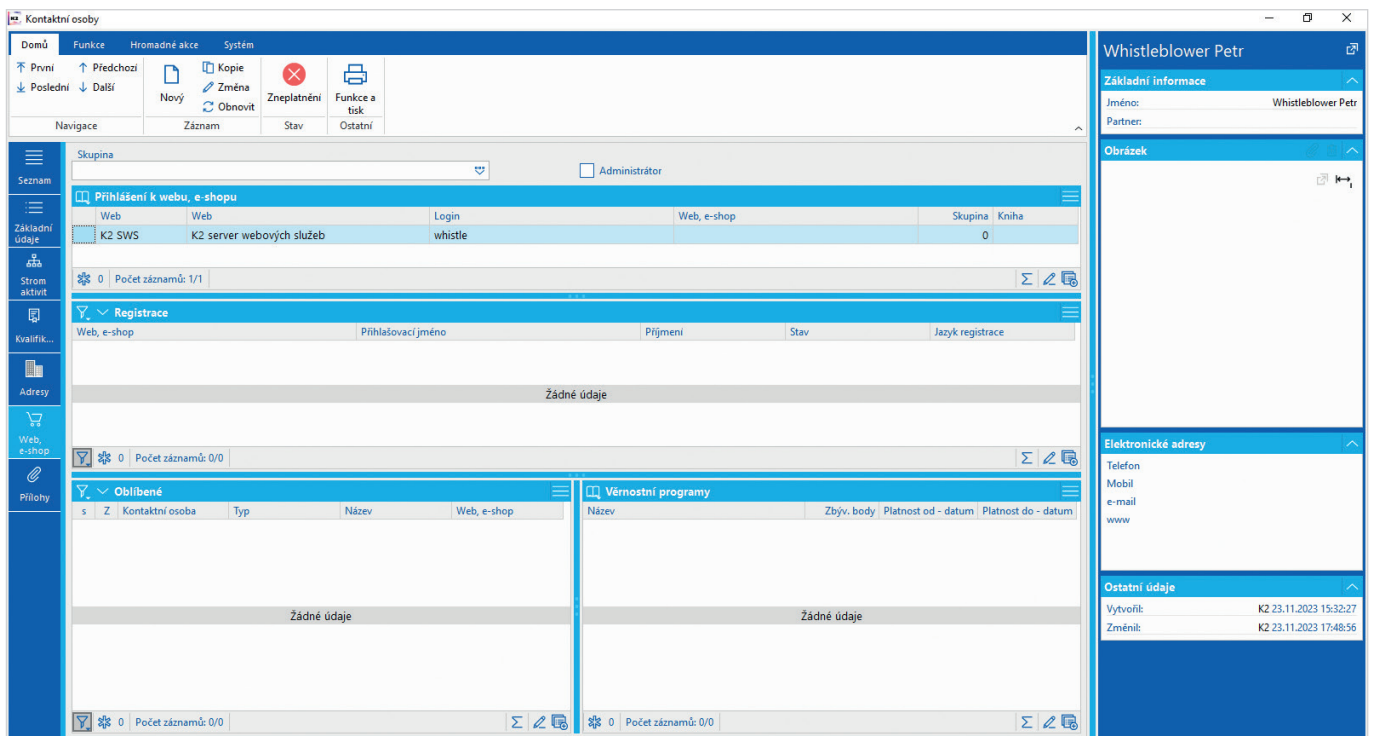 K2 Kontaktní osoby
Domů Funkce Hromadné akce Systém
První Předchozí
Poslední Další
Nový
Kopie
Změna
Obnovit
Zneplatnění
Funkce a
tisk
Navigace Záznam Stav Ostatní
Seznam
Základní
údaje
Strom
aktivit
Kvalifik...
Adresy
Web,
e-shop
Přílohy
Skupina
Administrátor
Přihlášení k webu, e-shopu
Web Web Login Web, e-shop Skupina Kniha
K2 SWS K2 server webových služeb whistle 0
0 Počet záznamů: 1/1
Registrace
Web, e-shop Přihlašovací jméno Příjmení Stav Jazyk registrace
Žádné údaje
0 Počet záznamů: 0/0
Oblíbené
s Z Kontaktní osoba Typ Název Web, e-shop
Žádné údaje
0 Počet záznamů: 0/0
Věrnostní programy
Název Zbýv. body Platnost od - datum Platnost do - datum
Žádné údaje
0 Počet záznamů: 0/0
Whistleblower Petr
Základní informace
Jméno: Whistleblower Petr
Partner:
Obrázek
Elektronické adresy
Telefon
Mobil
e-mail
www
Ostatní údaje
Vytvořil: K2 23.11.2023 15:32:27
Změnil: K2 23.11.2023 17:48:56